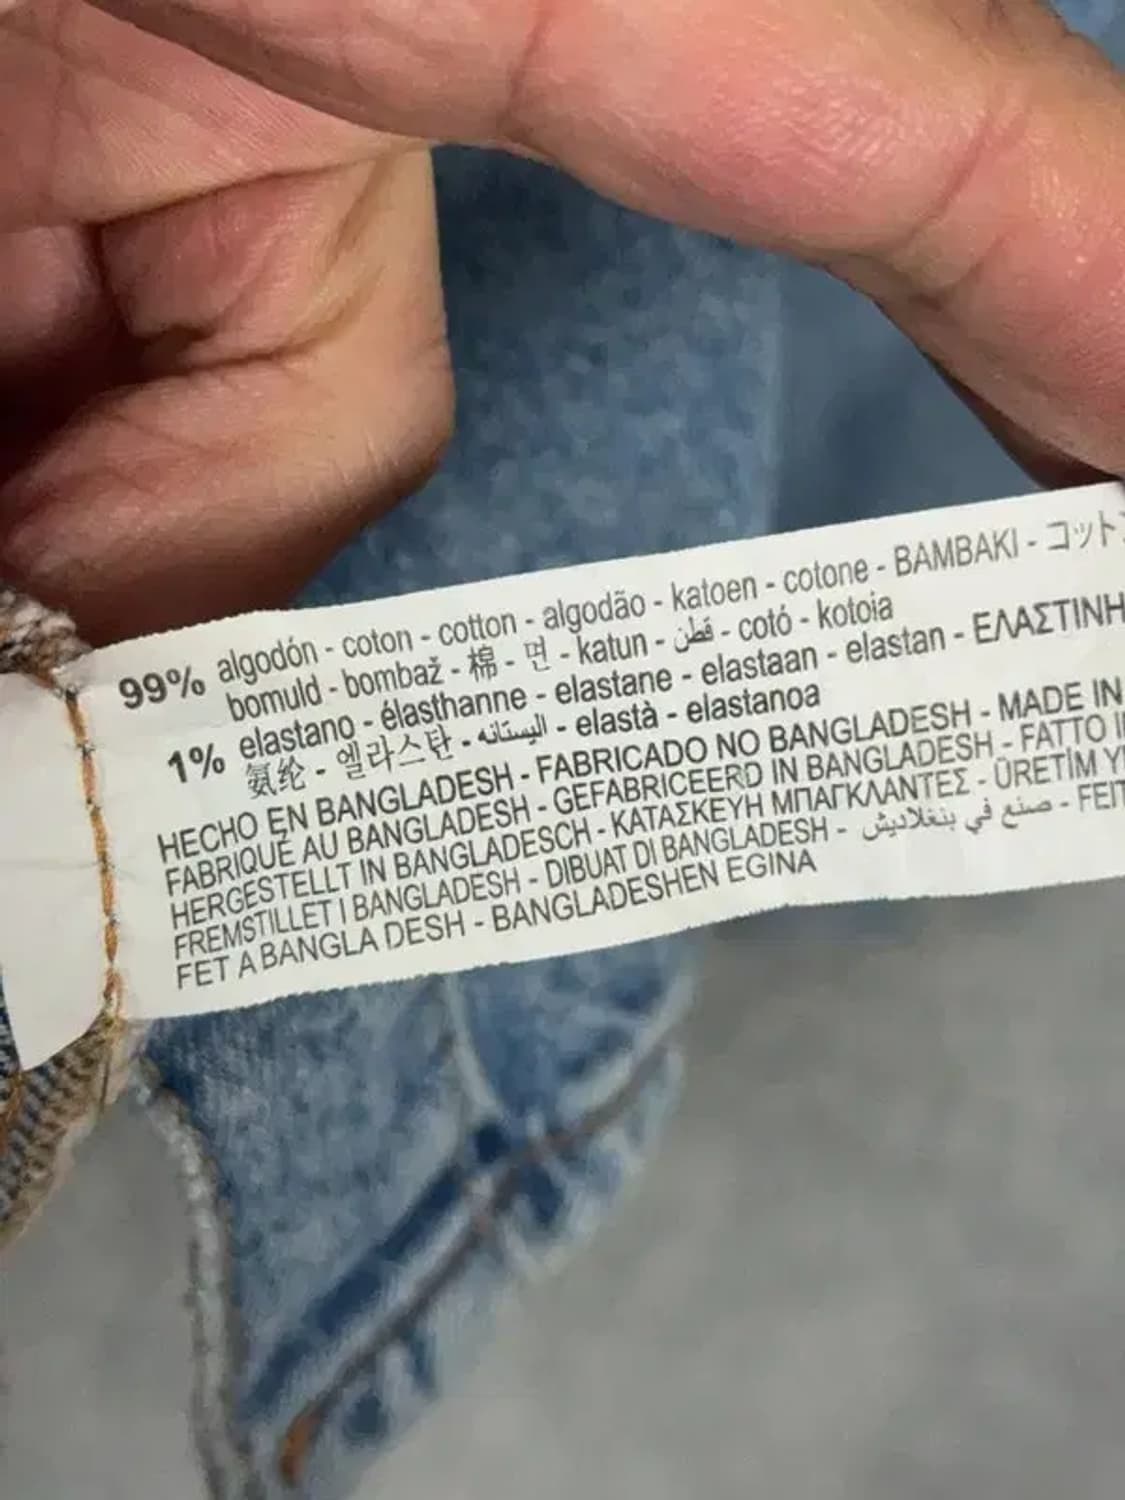 99% algodón - coton - cotton - algodão - katoen - cotone - BAMBAKI - コット
bomuld - bombaž - 棉 - 면 - katun - قطن - cotó - kotoia
1% elastano - élasthanne - elastane - elastaan - elastan - ΕΛΑΣΤΙΝΗ
氨纶 - 엘라스탄 - اليستانه - elastà - elastanoa
HECHO EN BANGLADESH - FABRICADO NO BANGLADESH - MADE IN
FABRIQUÉ AU BANGLADESH - GEFABRICEERD IN BANGLADESH - FATTO
HERGESTELLT IN BANGLADESCH - ΚΑΤΑΣΚΕΥΗ ΜΠΑΓΚΛΑΝΤΕΣ - ÜRETİM
FREMSTILLET I BANGLADESH - DIBUAT DI BANGLADESH - صنع في بنغلاديش - FEIT
FET A BANGLA DESH - BANGLADESHEN EGINA